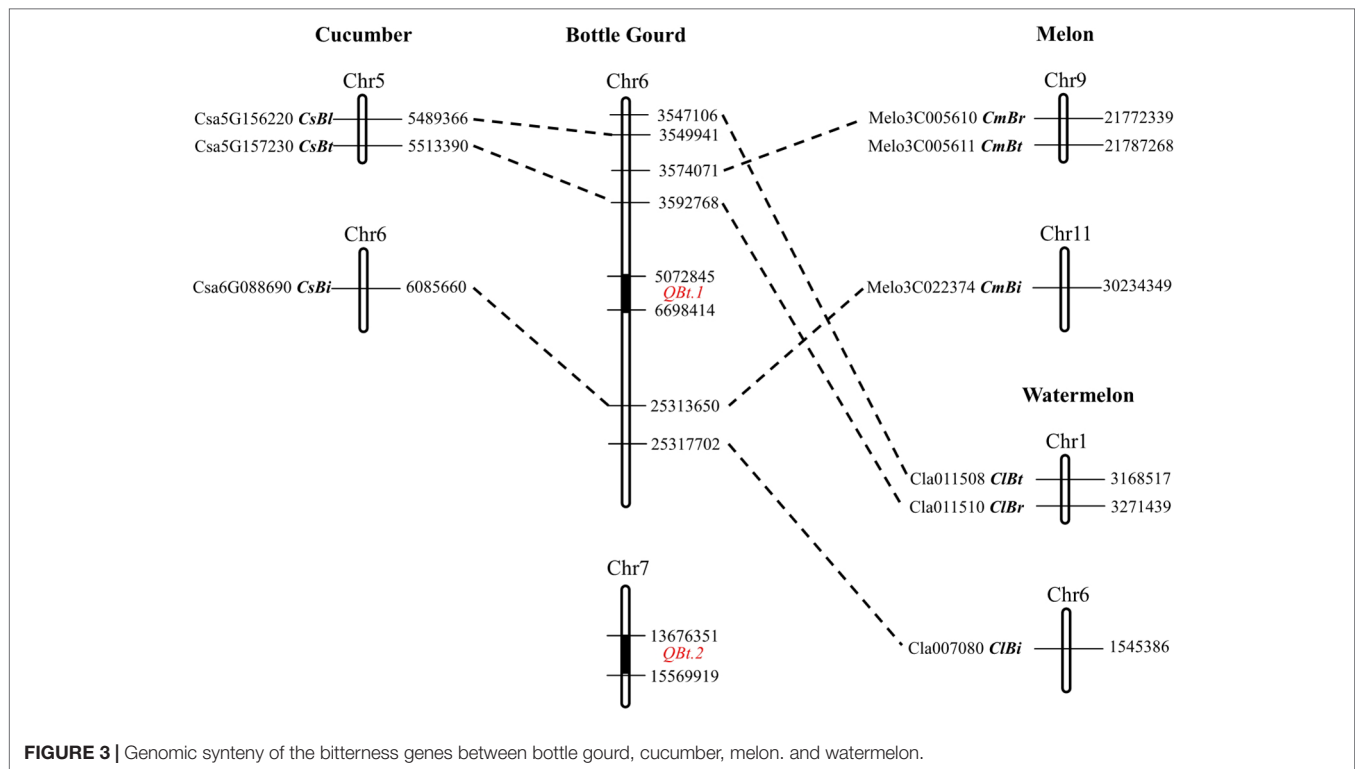 Cucumber
Bottle Gourd
Melon
Chr5
Chr6
Chr9
Csa5G156220 CsBl
5489366
3547106
Melo3C005610 CmBr
21772339
3549941
Csa5G157230 CsBt
5513390
Melo3C005611 CmBt
21787268
3574071
3592768
Chr6
Chr11
Csa6G088690 CsBi
6085660
5072845
QBt.1
6698414
Melo3C022374 CmBi
30234349
Watermelon
25313650
25317702
Chr1
Cla011508 ClBt
3168517
Cla011510 ClBr
3271439
Chr7
Chr6
13676351
QBt.2
15569919
Cla007080 ClBi
1545386
FIGURE 3 | Genomic synteny of the bitterness genes between bottle gourd, cucumber, melon. and watermelon.